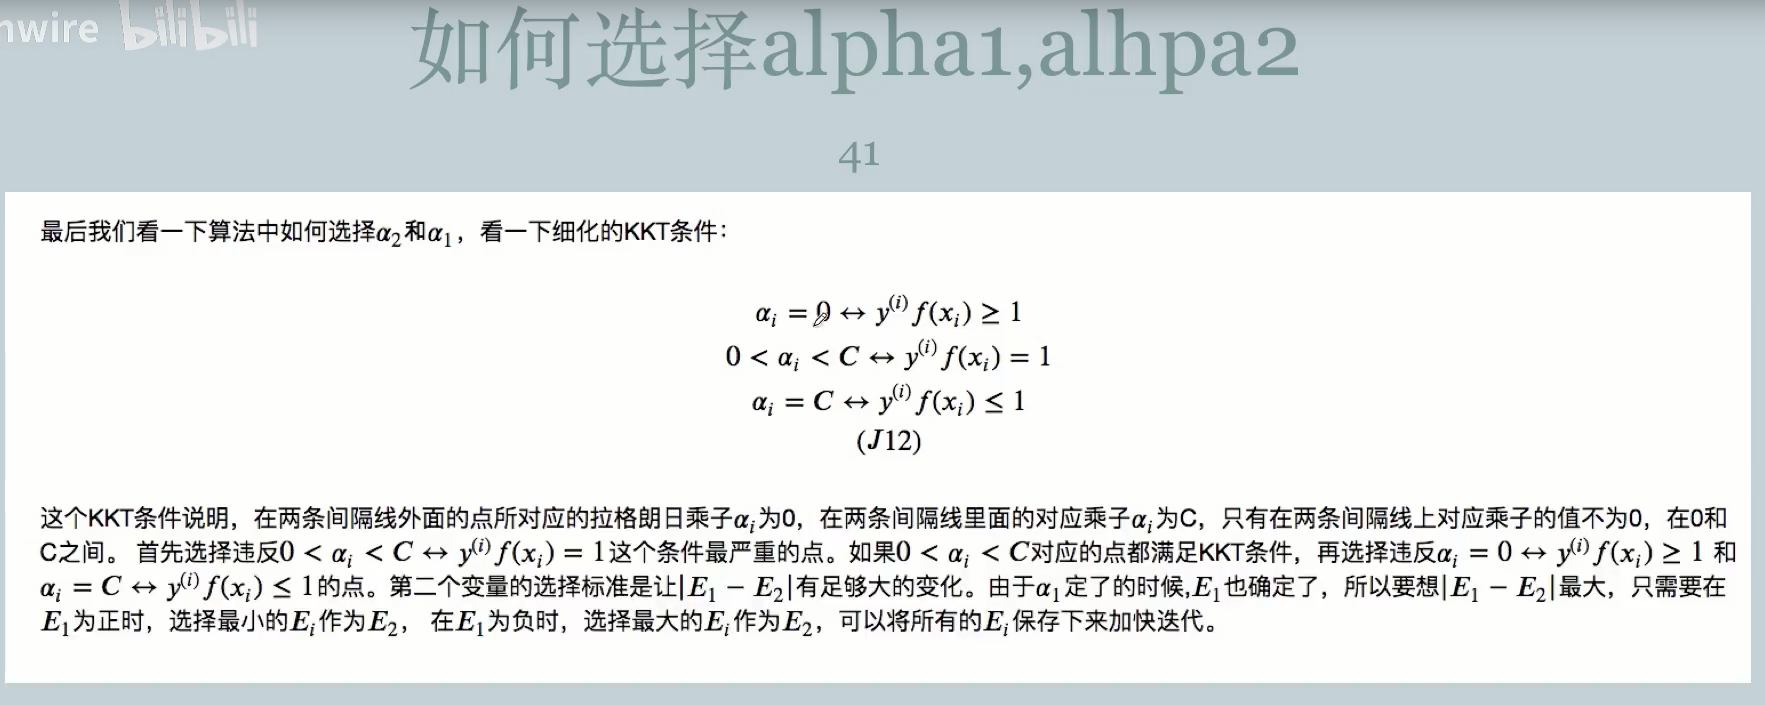 nwire bilibili
如何选择alpha1,alhpa2
41
最后我们看一下算法中如何选择α₂和α₁，看一下细化的KKT条件：
αᵢ = 0 ↔ y⁽ⁱ⁾f(xᵢ) ≥ 1
0 < αᵢ < C ↔ y⁽ⁱ⁾f(xᵢ) = 1
αᵢ = C ↔ y⁽ⁱ⁾f(xᵢ) ≤ 1
(J12)
这个KKT条件说明，在两条间隔线外面的点所对应的拉格朗日乘子αᵢ为0，在两条间隔线里面的对应乘子αᵢ为C，只有在两条间隔线上对应乘子的值不为0，在0和
C之间。 首先选择违反0 < αᵢ < C ↔ y⁽ⁱ⁾f(xᵢ) = 1这个条件最严重的点。如果0 < αᵢ < C对应的点都满足KKT条件，再选择违反αᵢ = 0 ↔ y⁽ⁱ⁾f(xᵢ) ≥ 1 和
αᵢ = C ↔ y⁽ⁱ⁾f(xᵢ) ≤ 1的点。第二个变量的选择标准是让|E₁ − E₂|有足够大的变化。由于α₁定了的时候,E₁也确定了，所以要想|E₁ − E₂|最大，只需要在
E₁为正时，选择最小的Eᵢ作为E₂， 在E₁为负时，选择最大的Eᵢ作为E₂，可以将所有的Eᵢ保存下来加快迭代。